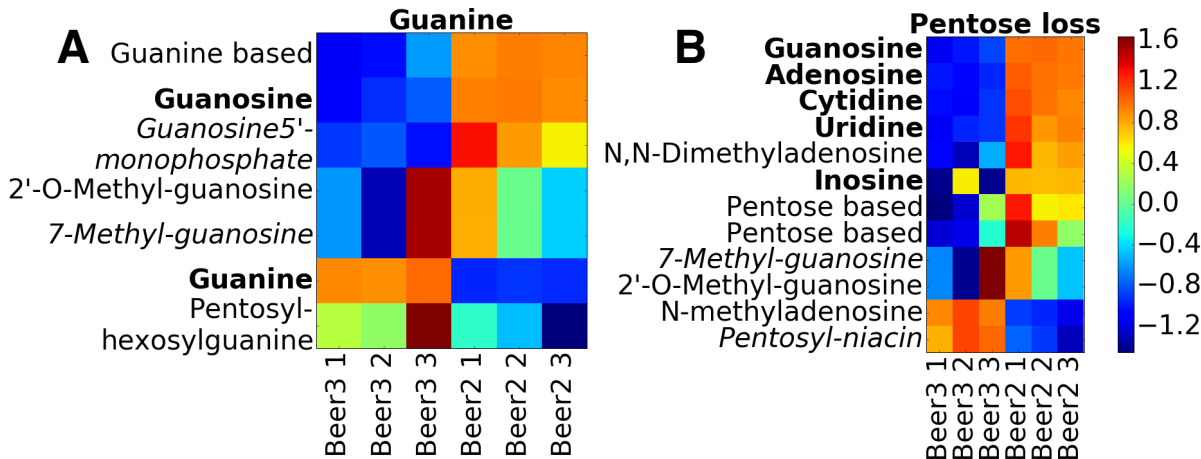 A
Guanine
Guanine based
Guanosine
Guanosine5'-
monophosphate
2'-O-Methyl-guanosine
7-Methyl-guanosine
Guanine
Pentosyl-
hexosylguanine
Beer3 1
Beer3 2
Beer3 3
Beer2 1
Beer2 2
Beer2 3
B
Pentose loss
Guanosine
Adenosine
Cytidine
Uridine
N,N-Dimethyladenosine
Inosine
Pentose based
Pentose based
7-Methyl-guanosine
2'-O-Methyl-guanosine
N-methyladenosine
Pentosyl-niacin
Beer3 1
Beer3 2
Beer3 3
Beer2 1
Beer2 2
Beer2 3
1.6
1.2
0.8
0.4
0.0
−0.4
−0.8
−1.2